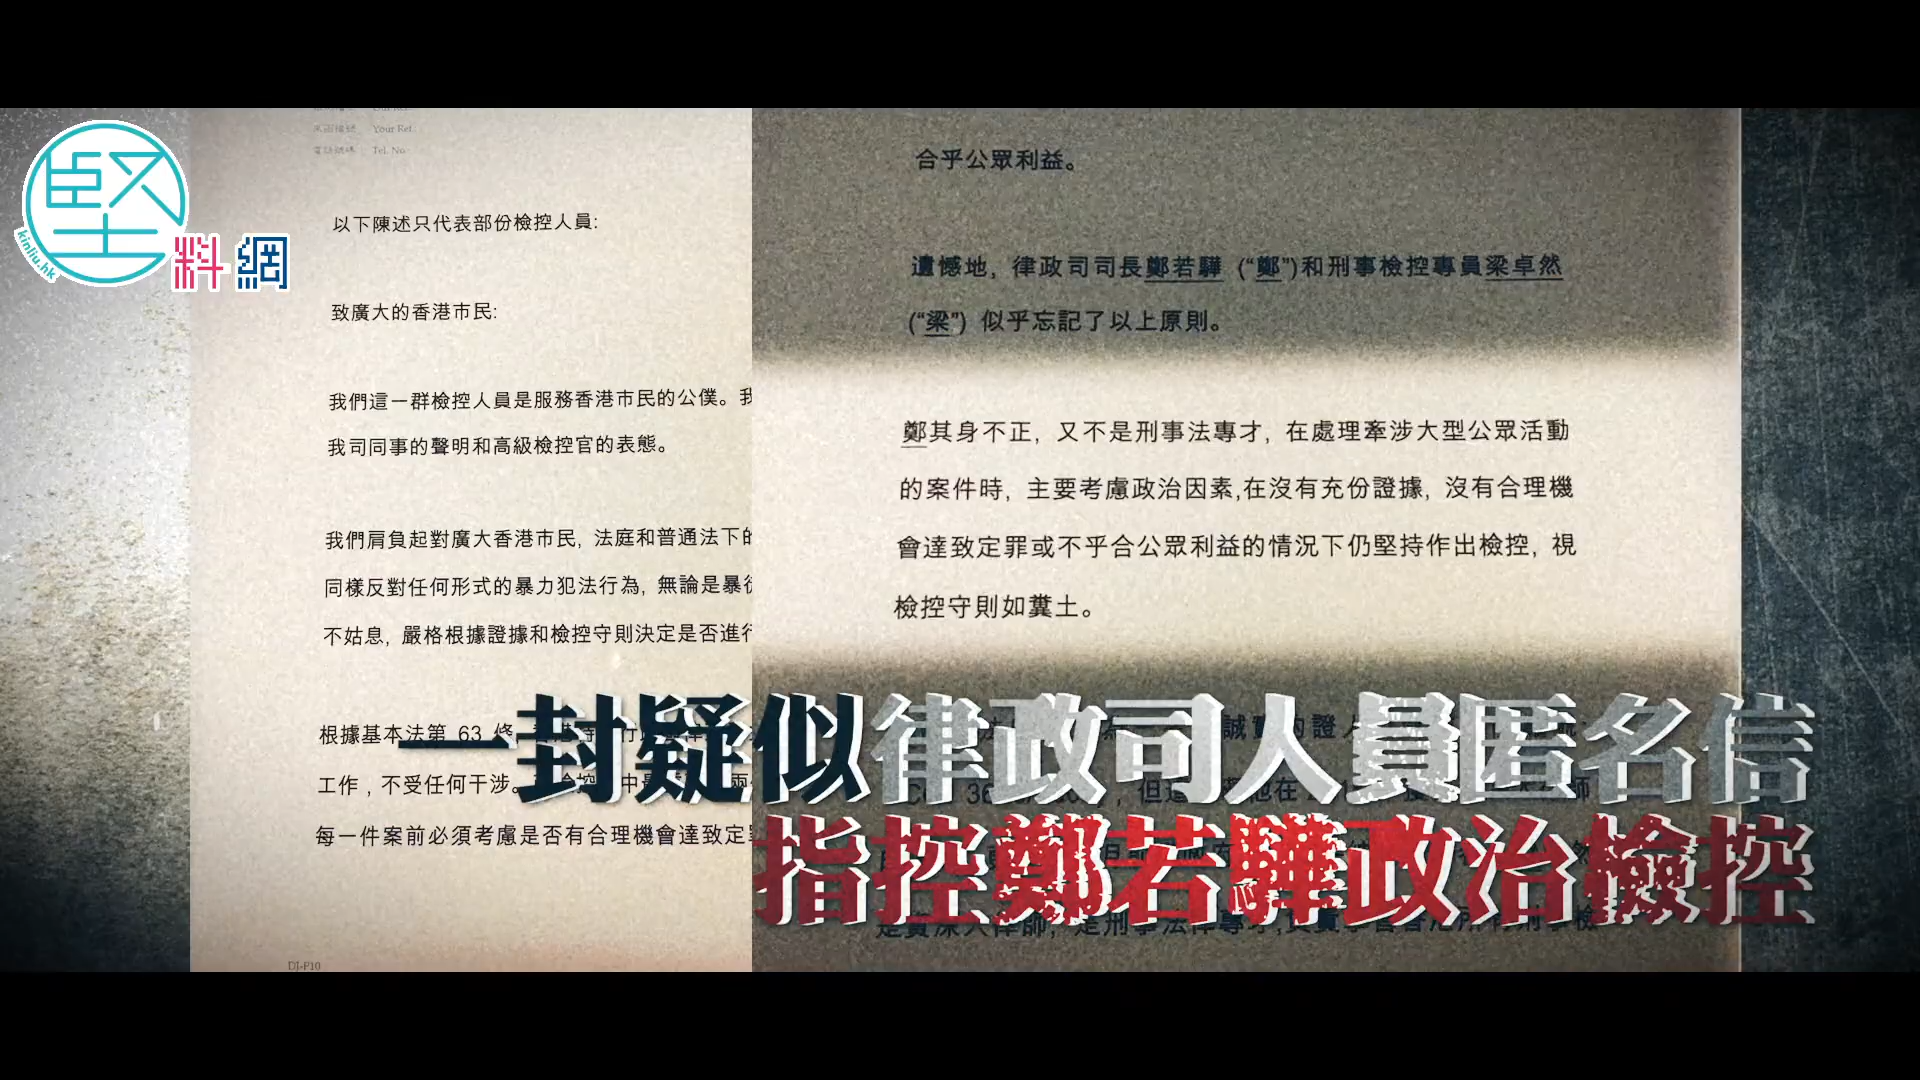 堅
料網
kinliu.hk
Your Ref.
Tel. No.
以下陳述只代表部份檢控人員:
致廣大的香港市民:
我們這一群檢控人員是服務香港市民的公僕。我
我司同事的聲明和高級檢控官的表態。
我們肩負起對廣大香港市民, 法庭和普通法下的
同樣反對任何形式的暴力犯法行為, 無論是暴徒
不姑息, 嚴格根據證據和檢控守則決定是否進行
根據基本法第 63 條
工作 , 不受任何干涉。
每一件案前必須考慮是否有合理機會達致定罪
DJ-P10
合乎公眾利益。
遺憾地, 律政司司長鄭若驊 (“鄭”)和刑事檢控專員梁卓然
(“梁”) 似乎忘記了以上原則。
鄭其身不正, 又不是刑事法專才, 在處理牽涉大型公眾活動
的案件時, 主要考慮政治因素,在沒有充份證據, 沒有合理機
會達致定罪或不乎合公眾利益的情況下仍堅持作出檢控, 視
檢控守則如糞土。
一封疑似律政司人員匿名信
指控鄭若驊政治檢控